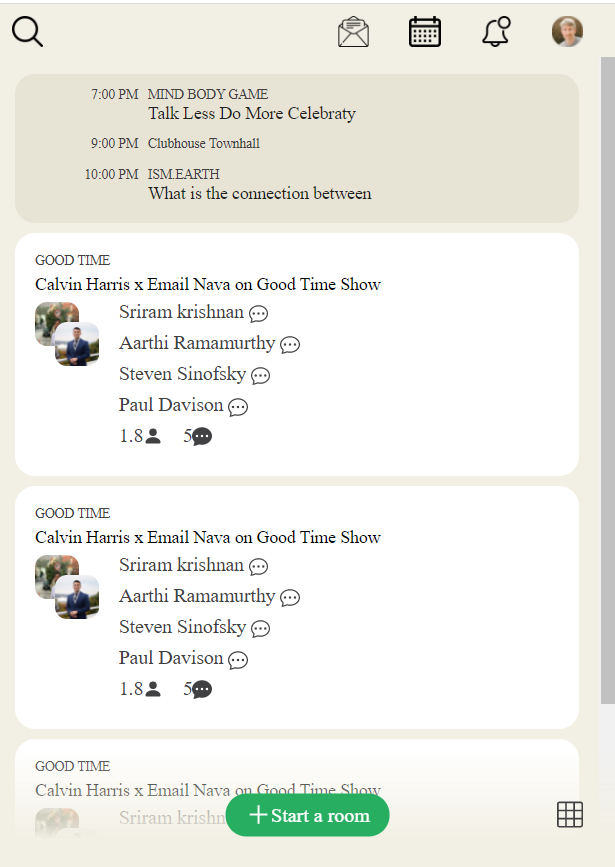 7:00 PM MIND BODY GAME
Talk Less Do More Celebraty
9:00 PM Clubhouse Townhall
10:00 PM ISM.EARTH
What is the connection between
GOOD TIME
Calvin Harris x Email Nava on Good Time Show
Sriram krishnan
Aarthi Ramamurthy
Steven Sinofsky
Paul Davison
1.8 5
GOOD TIME
Calvin Harris x Email Nava on Good Time Show
Sriram krishnan
Aarthi Ramamurthy
Steven Sinofsky
Paul Davison
1.8 5
GOOD TIME
Calvin Harris x Email Nava on Good Time Show
Start a room